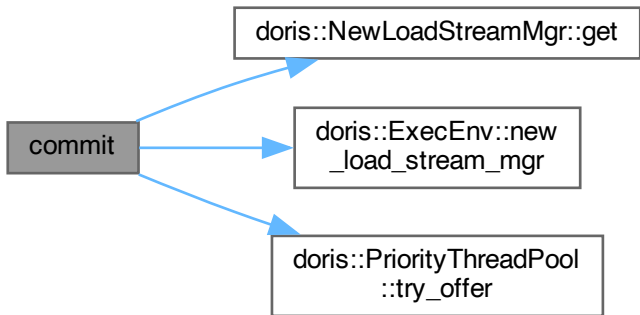 doris::NewLoadStreamMgr::get
commit
doris::ExecEnv::new
_load_stream_mgr
doris::PriorityThreadPool
::try_offer